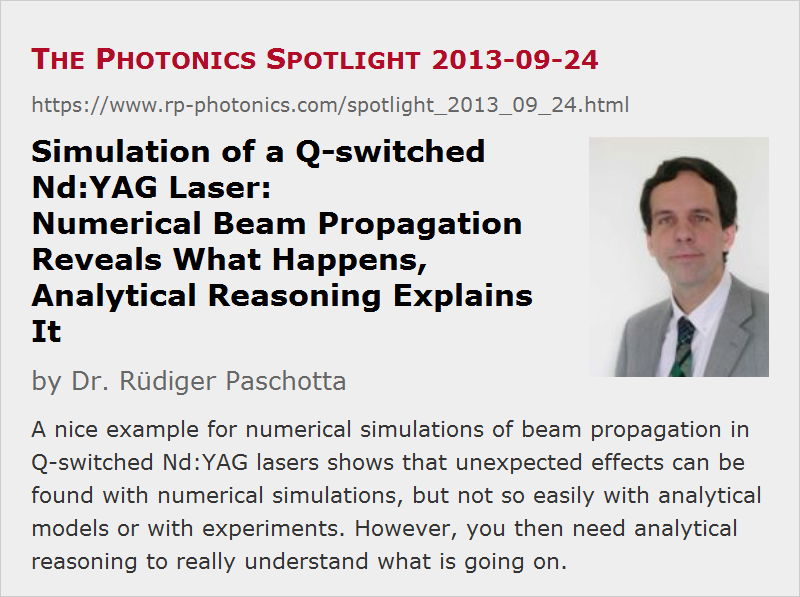 The Photonics Spotlight 2013-09-24
https://www.rp-photonics.com/spotlight_2013_09_24.html
Simulation of a Q-switched
Nd:YAG Laser:
Numerical Beam Propagation
Reveals What Happens,
Analytical Reasoning Explains
It
by Dr. Rüdiger Paschotta
A nice example for numerical simulations of beam propagation in
Q-switched Nd:YAG lasers shows that unexpected effects can be
found with numerical simulations, but not so easily with analytical
models or with experiments. However, you then need analytical
reasoning to really understand what is going on.